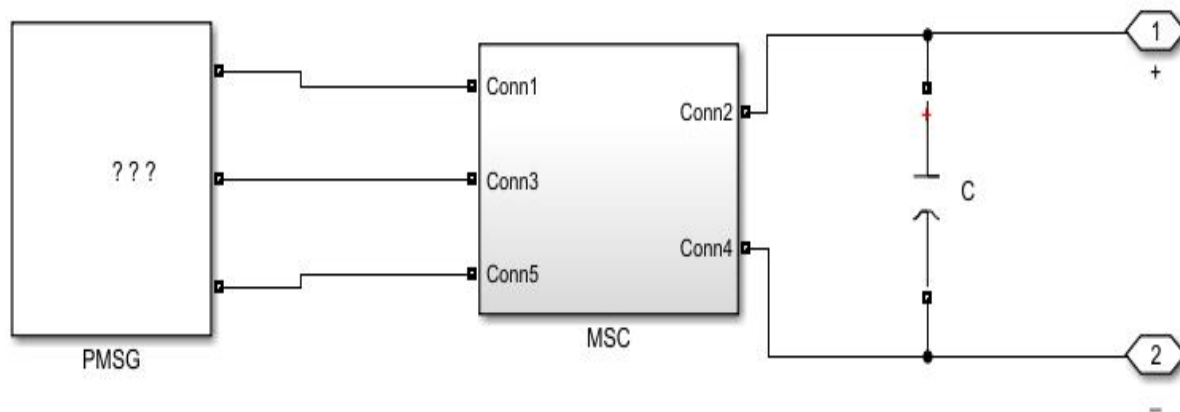 1
+
Conn1
Conn2
? ? ?
Conn3
C
Conn4
Conn5
MSC
PMSG
2
–